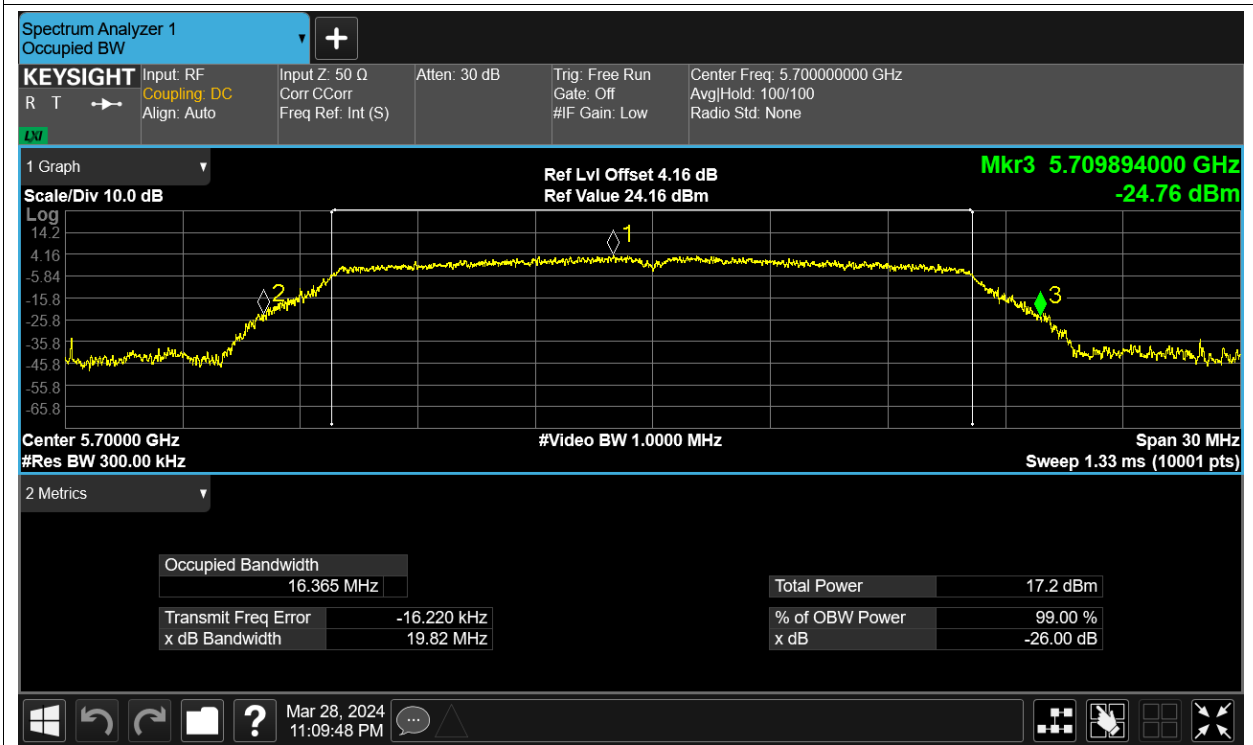 Spectrum Analyzer 1
Occupied BW
KEYSIGHT
R T
LXI
Input: RF
Coupling: DC
Align: Auto
Input Z: 50 Ω
Corr CCorr
Freq Ref: Int (S)
Atten: 30 dB
Trig: Free Run
Gate: Off
#IF Gain: Low
Center Freq: 5.700000000 GHz
Avg|Hold: 100/100
Radio Std: None
1 Graph
Scale/Div 10.0 dB
Ref Lvl Offset 4.16 dB
Ref Value 24.16 dBm
Mkr3 5.709894000 GHz
-24.76 dBm
Log
14.2
4.16
-5.84
-15.8
-25.8
-35.8
-45.8
-55.8
-65.8
1
2
3
Center 5.70000 GHz
#Res BW 300.00 kHz
#Video BW 1.0000 MHz
Span 30 MHz
Sweep 1.33 ms (10001 pts)
2 Metrics
Occupied Bandwidth
16.365 MHz
Transmit Freq Error -16.220 kHz
x dB Bandwidth 19.82 MHz
Total Power 17.2 dBm
% of OBW Power 99.00 %
x dB -26.00 dB
?
Mar 28, 2024
11:09:48 PM